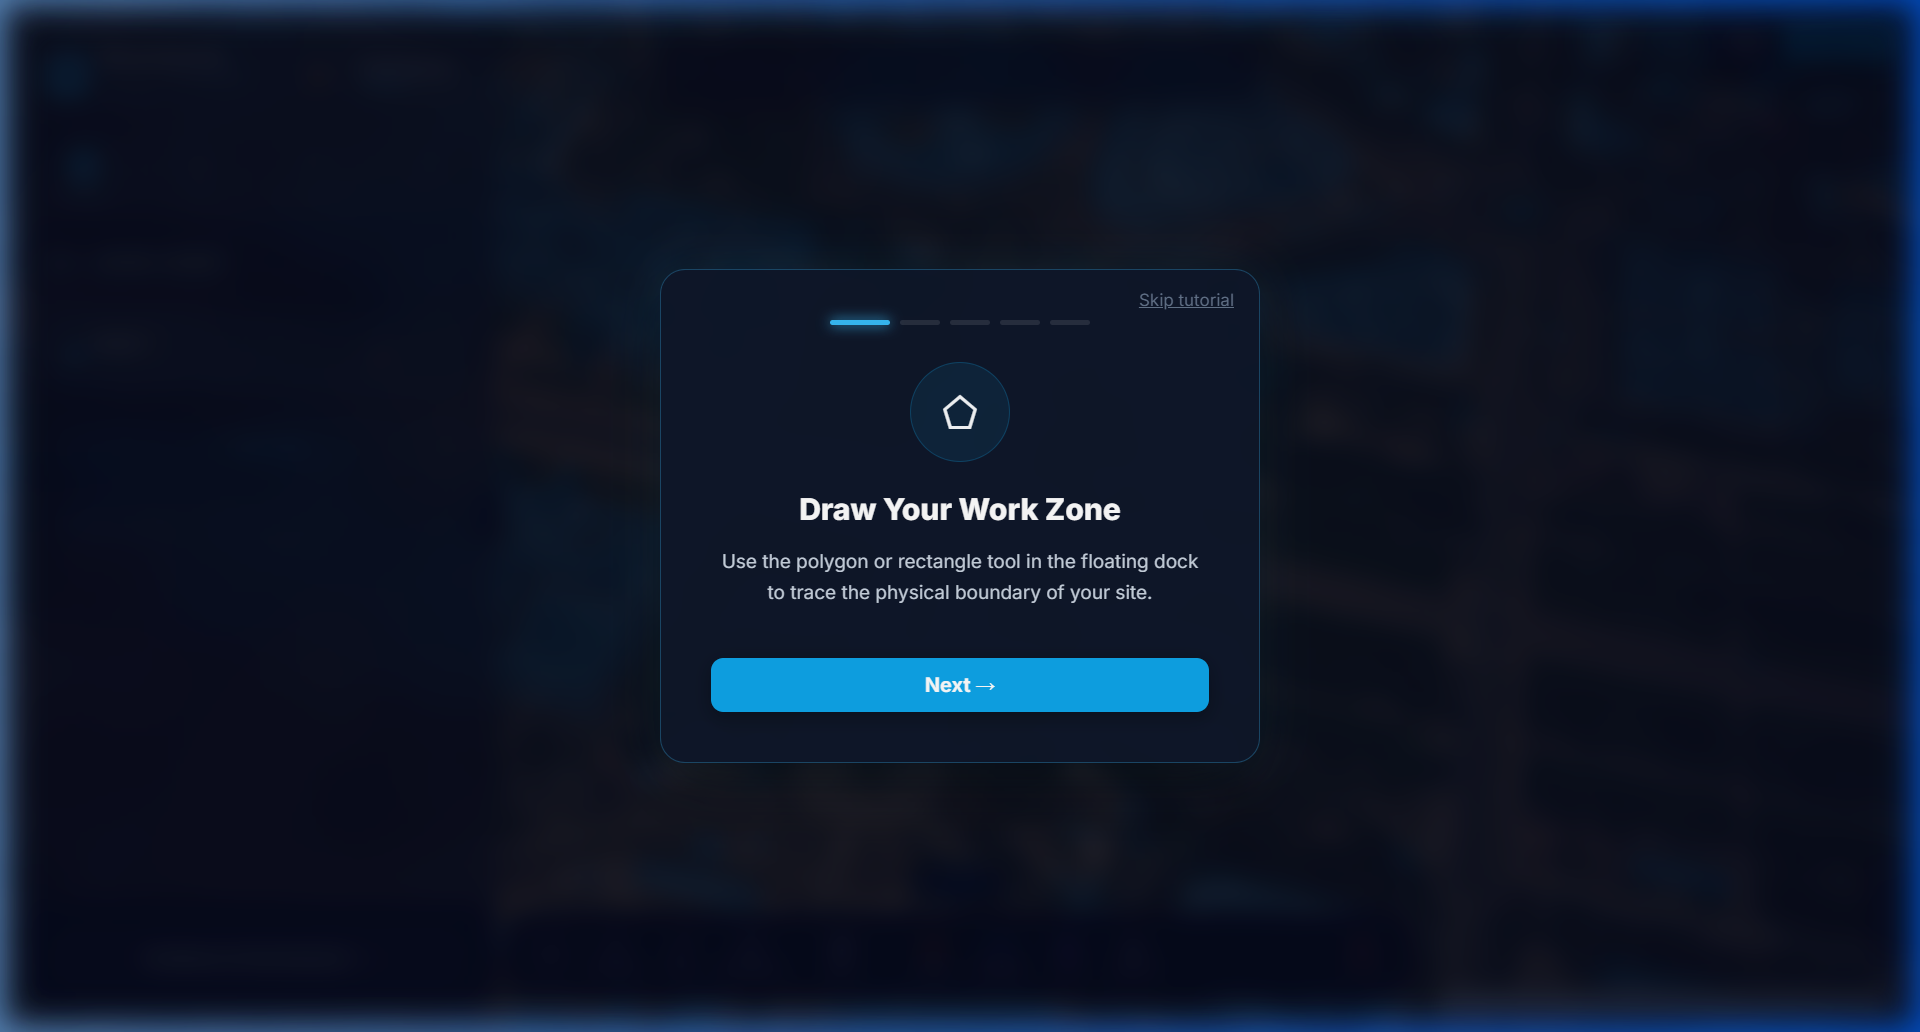 Skip tutorial
Draw Your Work Zone
Use the polygon or rectangle tool in the floating dock
to trace the physical boundary of your site.
Next →